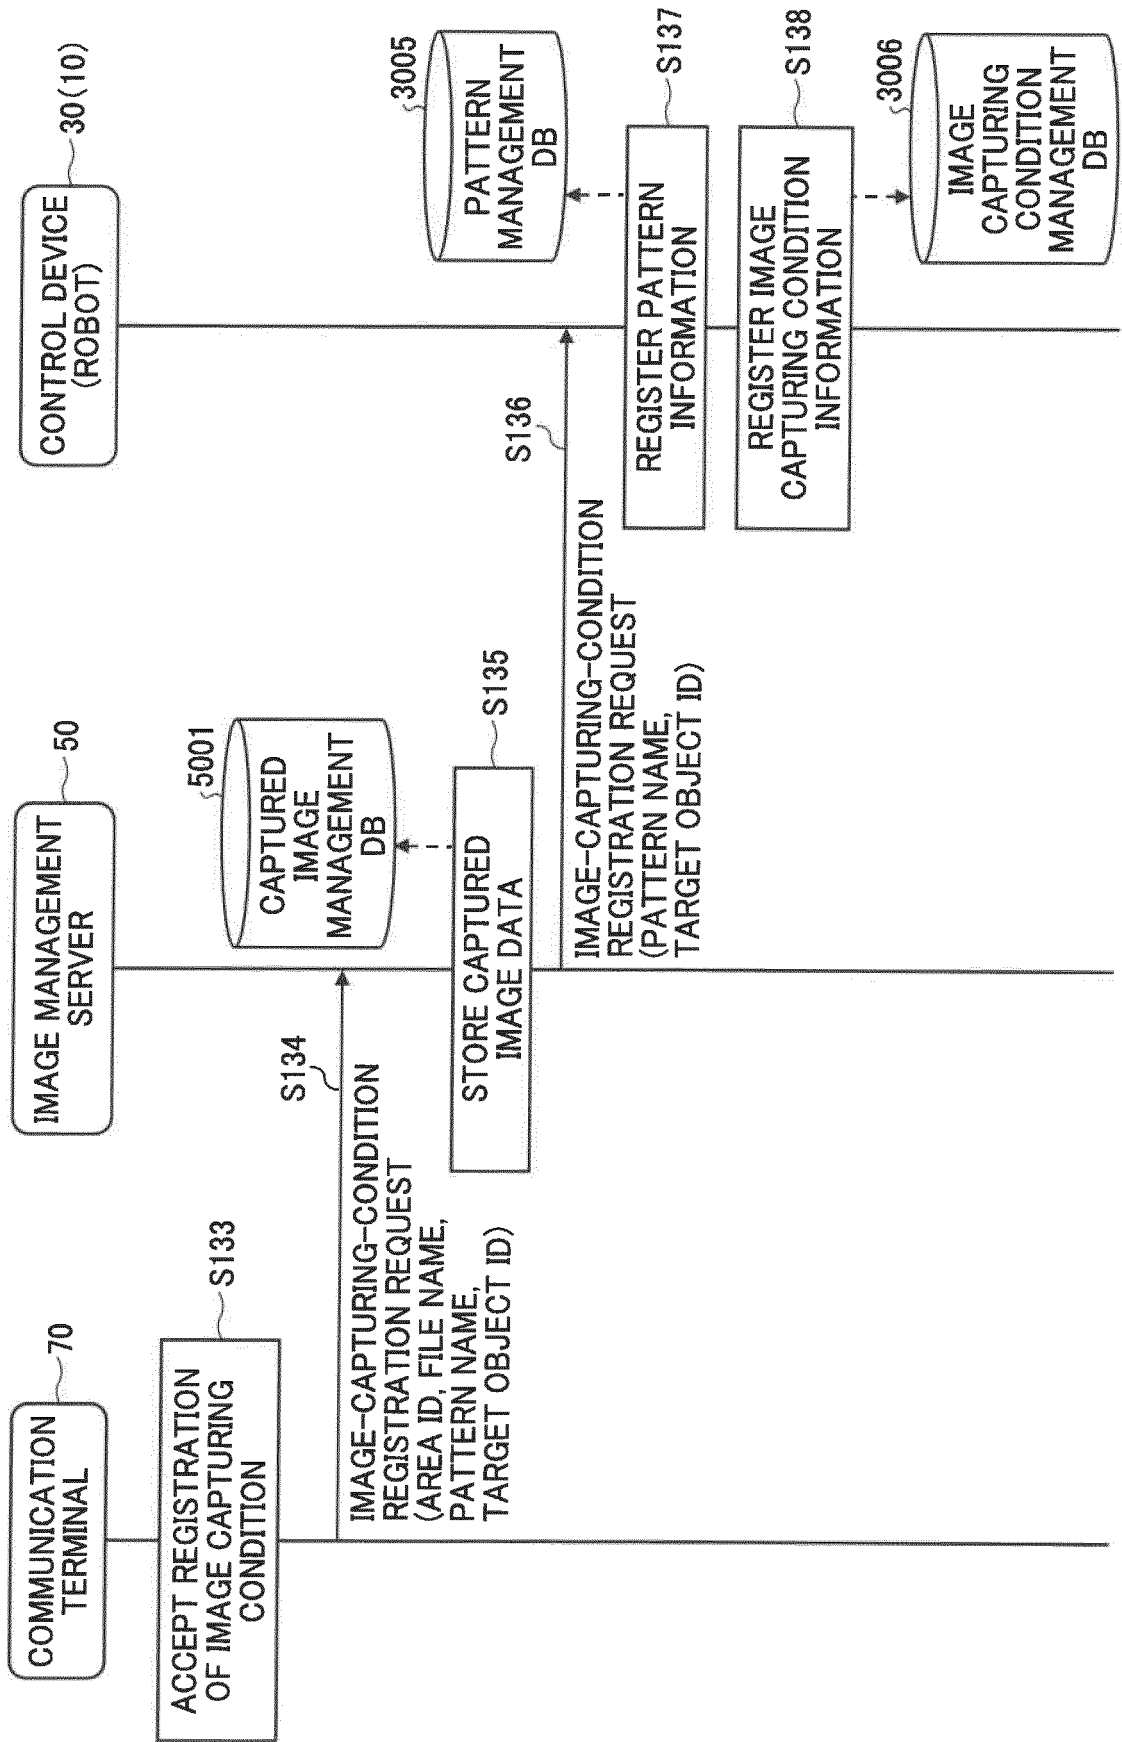 COMMUNICATION
TERMINAL
70
IMAGE MANAGEMENT
SERVER
50
CONTROL DEVICE
(ROBOT)
30(10)
ACCEPT REGISTRATION
OF IMAGE CAPTURING
CONDITION
S133
S134
IMAGE-CAPTURING-CONDITION
REGISTRATION REQUEST
(AREA ID, FILE NAME,
PATTERN NAME,
TARGET OBJECT ID)
5001
CAPTURED
IMAGE
MANAGEMENT
DB
STORE CAPTURED
IMAGE DATA
S135
S136
IMAGE-CAPTURING-CONDITION
REGISTRATION REQUEST
(PATTERN NAME,
TARGET OBJECT ID)
3005
PATTERN
MANAGEMENT
DB
REGISTER PATTERN
INFORMATION
S137
REGISTER IMAGE
CAPTURING CONDITION
INFORMATION
S138
3006
IMAGE
CAPTURING
CONDITION
MANAGEMENT
DB